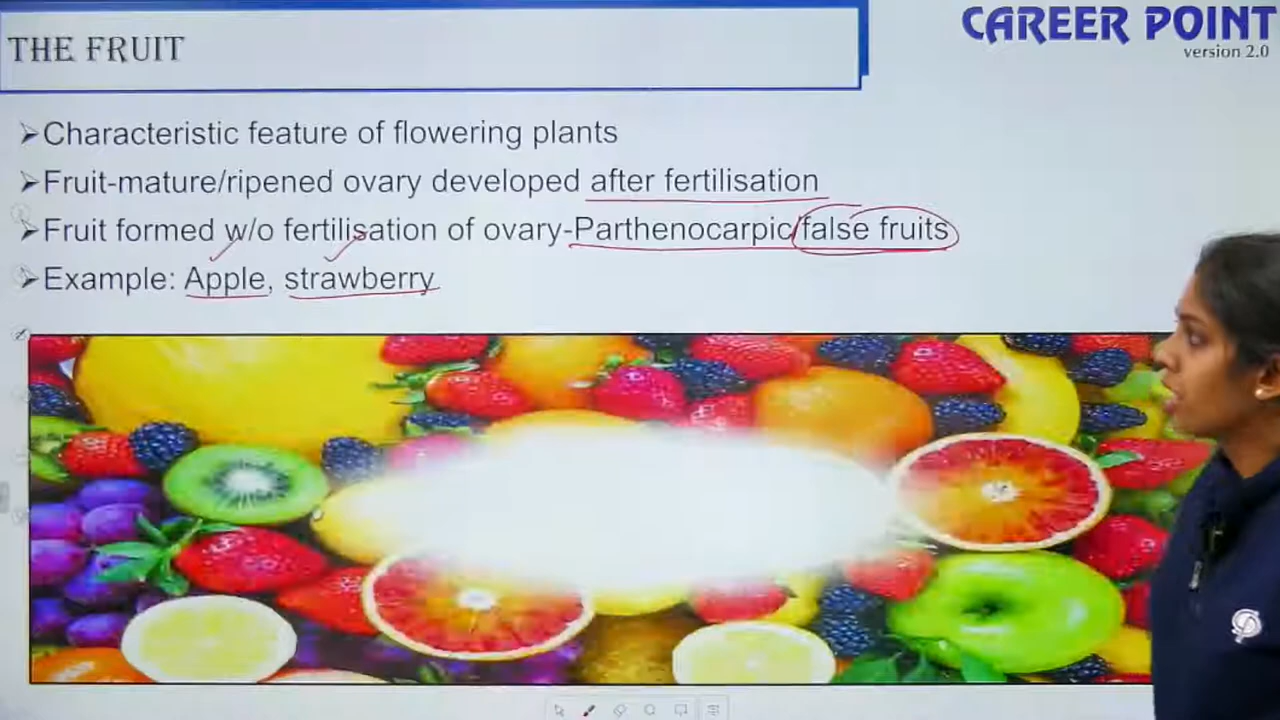 THE FRUIT
CAREER POINT
version 2.0
➢Characteristic feature of flowering plants
➢Fruit-mature/ripened ovary developed after fertilisation
➢Fruit formed w/o fertilisation of ovary-Parthenocarpic/false fruits
➢Example: Apple, strawberry